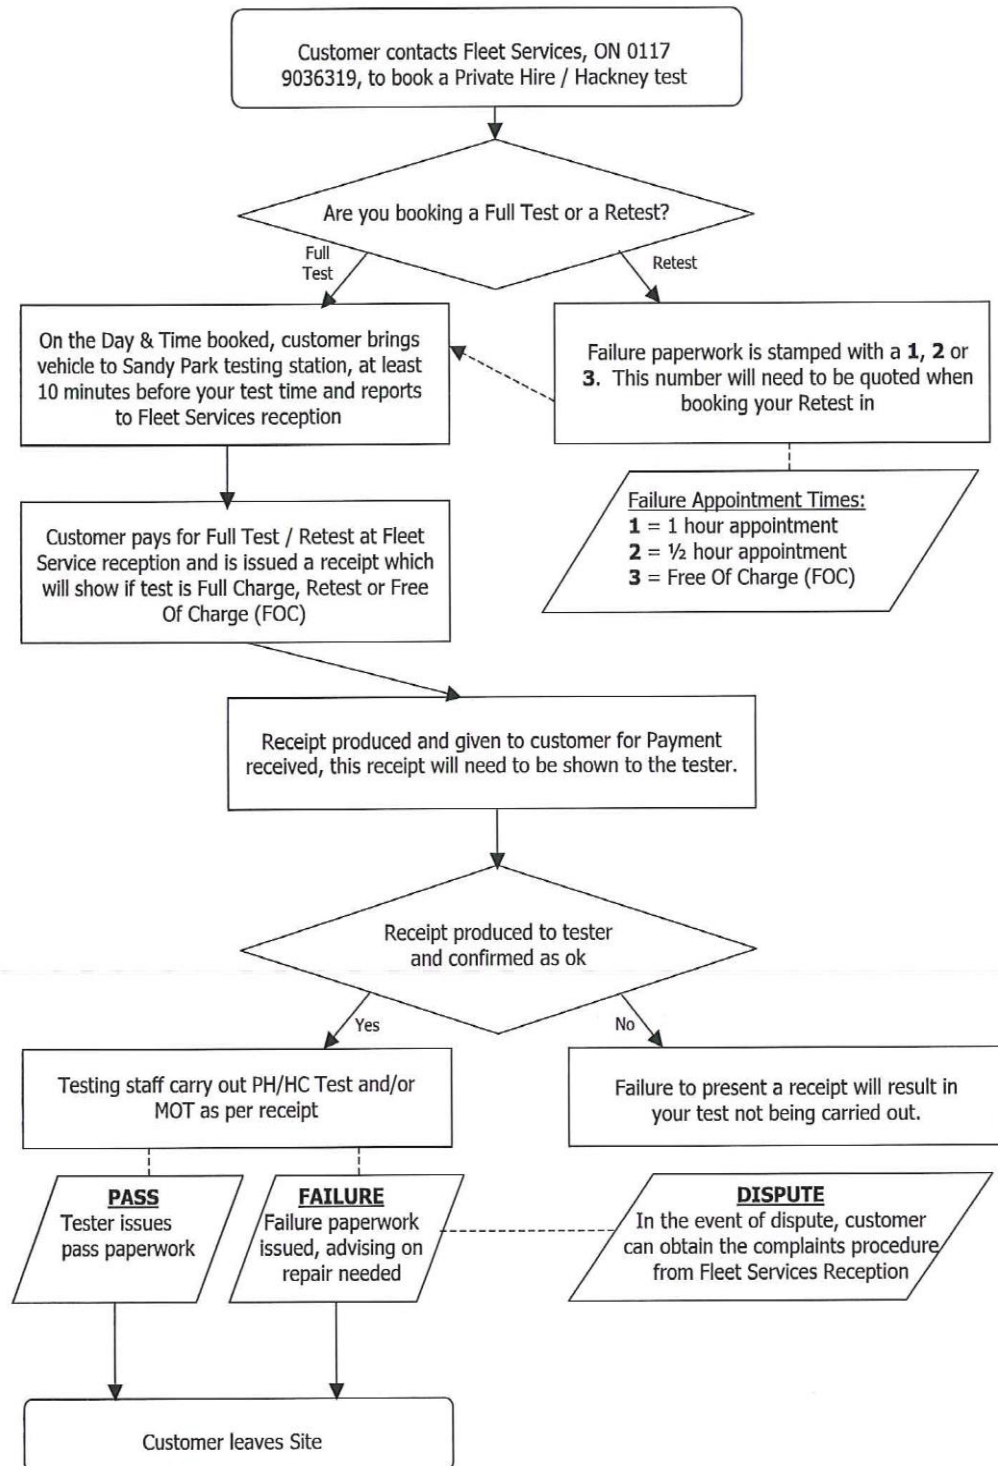 Customer contacts Fleet Services, ON 0117
9036319, to book a Private Hire / Hackney test
Are you booking a Full Test or a Retest?
Full
Test
Retest
On the Day & Time booked, customer brings
vehicle to Sandy Park testing station, at least
10 minutes before your test time and reports
to Fleet Services reception
Failure paperwork is stamped with a 1, 2 or
3. This number will need to be quoted when
booking your Retest in
Failure Appointment Times:
1 = 1 hour appointment
2 = ½ hour appointment
3 = Free Of Charge (FOC)
Customer pays for Full Test / Retest at Fleet
Service reception and is issued a receipt which
will show if test is Full Charge, Retest or Free
Of Charge (FOC)
Receipt produced and given to customer for Payment
received, this receipt will need to be shown to the tester.
Receipt produced to tester
and confirmed as ok
Yes
No
Testing staff carry out PH/HC Test and/or
MOT as per receipt
Failure to present a receipt will result in
your test not being carried out.
PASS
Tester issues
pass paperwork
FAILURE
Failure paperwork
issued, advising on
repair needed
DISPUTE
In the event of dispute, customer
can obtain the complaints procedure
from Fleet Services Reception
Customer leaves Site